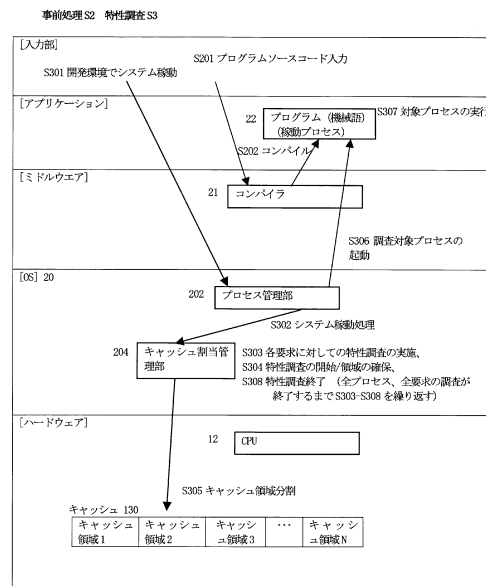 事前処理 S2　特性調査 S3
[入力部]
S201 プログラムソースコード入力
S301 開発環境でシステム稼動
[アプリケーション]
22
プログラム（機械語）
（稼動プロセス）
S307 対象プロセスの実行
S202 コンパイル
[ミドルウエア]
21
コンパイラ
S306 調査対象プロセスの
起動
[OS] 20
202
プロセス管理部
S302 システム稼動処理
204
キャッシュ割当管
理部
S303 各要求に対しての特性調査の実施、
S304 特性調査の開始/領域の確保、
S308 特性調査終了　（全プロセス、全要求の調査が
終了するまで S303-S308 を繰り返す）
[ハードウェア]
12
CPU
S305 キャッシュ領域分割
キャッシュ 130
キャッシュ
領域 1
キャッシュ
領域 2
キャッシ
ュ領域 3
…
キャッシ
ュ領域 N